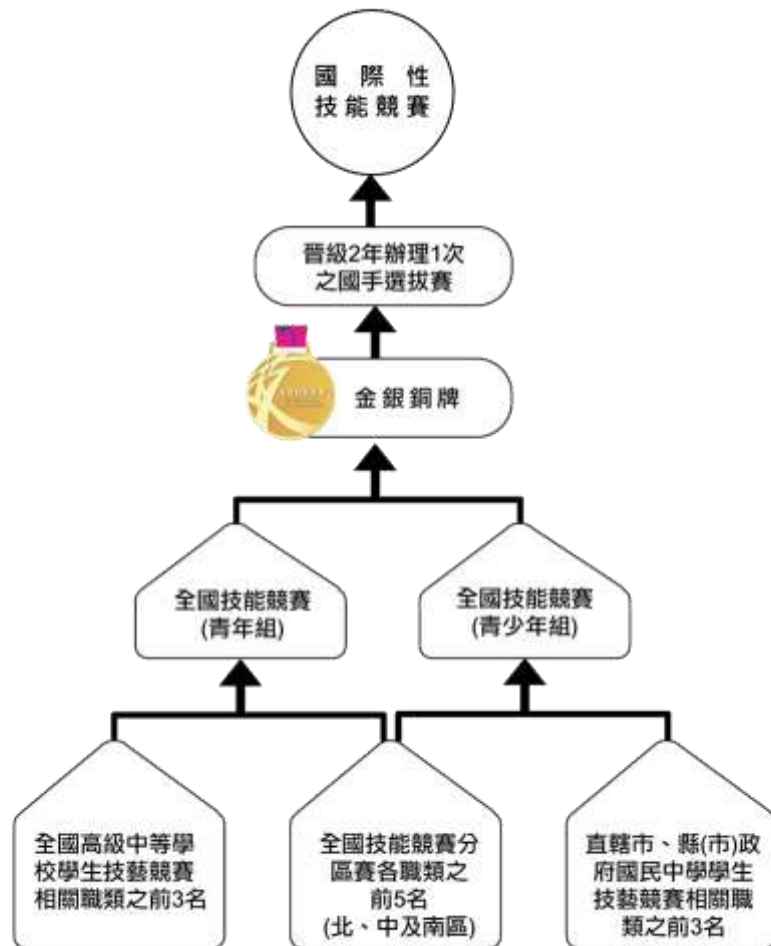 國際性
技能競賽
晉級2年辦理1次
之國手選拔賽
金銀銅牌
全國技能競賽
(青年組)
全國技能競賽
(青少年組)
全國高級中等學
校學生技藝競賽
相關職類之前3名
全國技能競賽分
區賽各職類之
前5名
(北、中及南區)
直轄市、縣(市)政
府國民中學學生
技藝競賽相關職
類之前3名